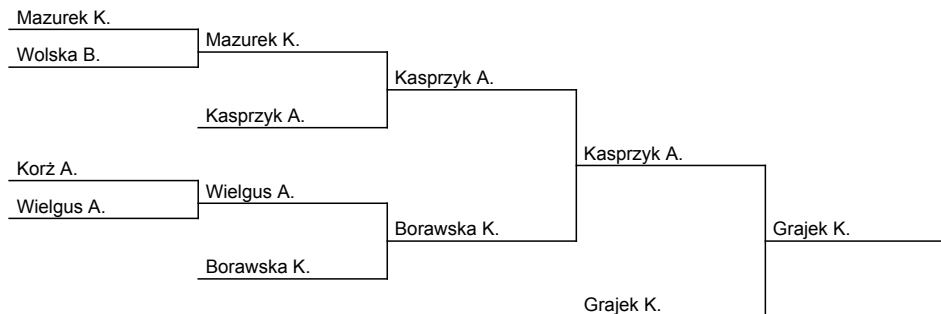 Mazurek K.
Wolska B.
Mazurek K.
Kasprzyk A.
Kasprzyk A.
Korż A.
Wielgus A.
Wielgus A.
Borawska K.
Borawska K.
Kasprzyk A.
Grajek K.
Grajek K.